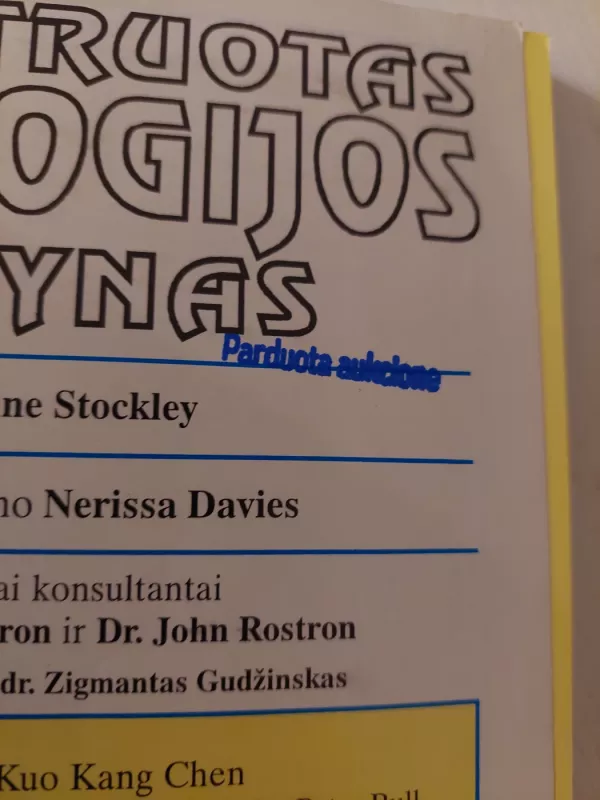 TRUOTAS
OGIJOS
YNAS
Parduota aukcione
ne Stockley
no Nerissa Davies
ai konsultantai
ron ir Dr. John Rostron
dr. Zigmantas Gudžinskas
Kuo Kang Chen
Bull